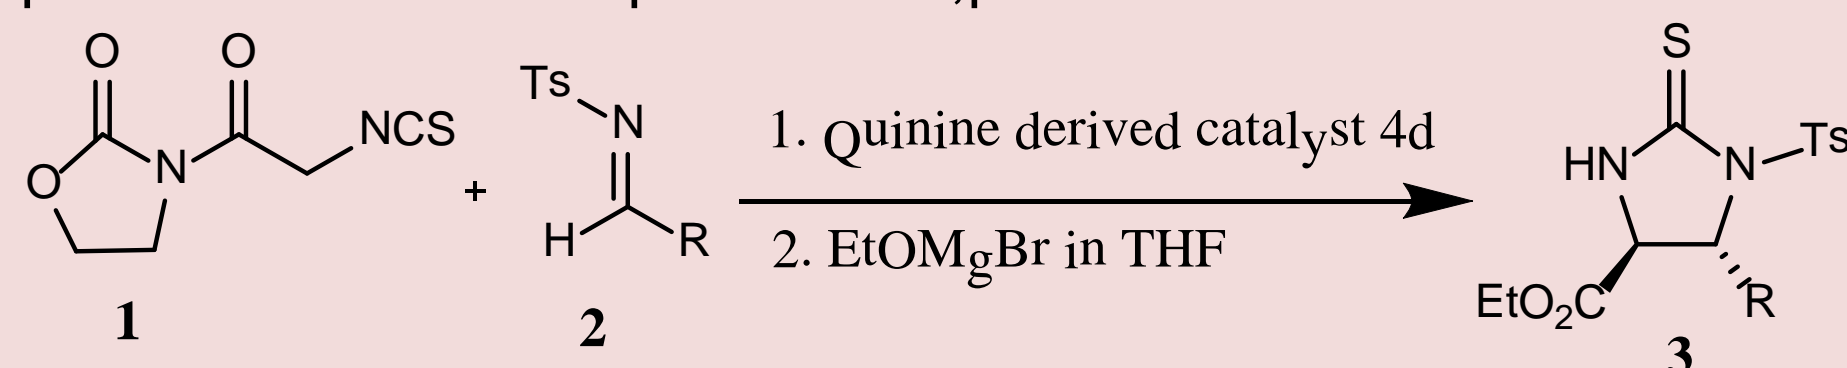 O O
Ts
N
NCS
1. Quinine derived catalyst 4d
S
O
N
+
H
R
2. EtOMgBr in THF
HN
N
Ts
EtO2C
R
1
2
3